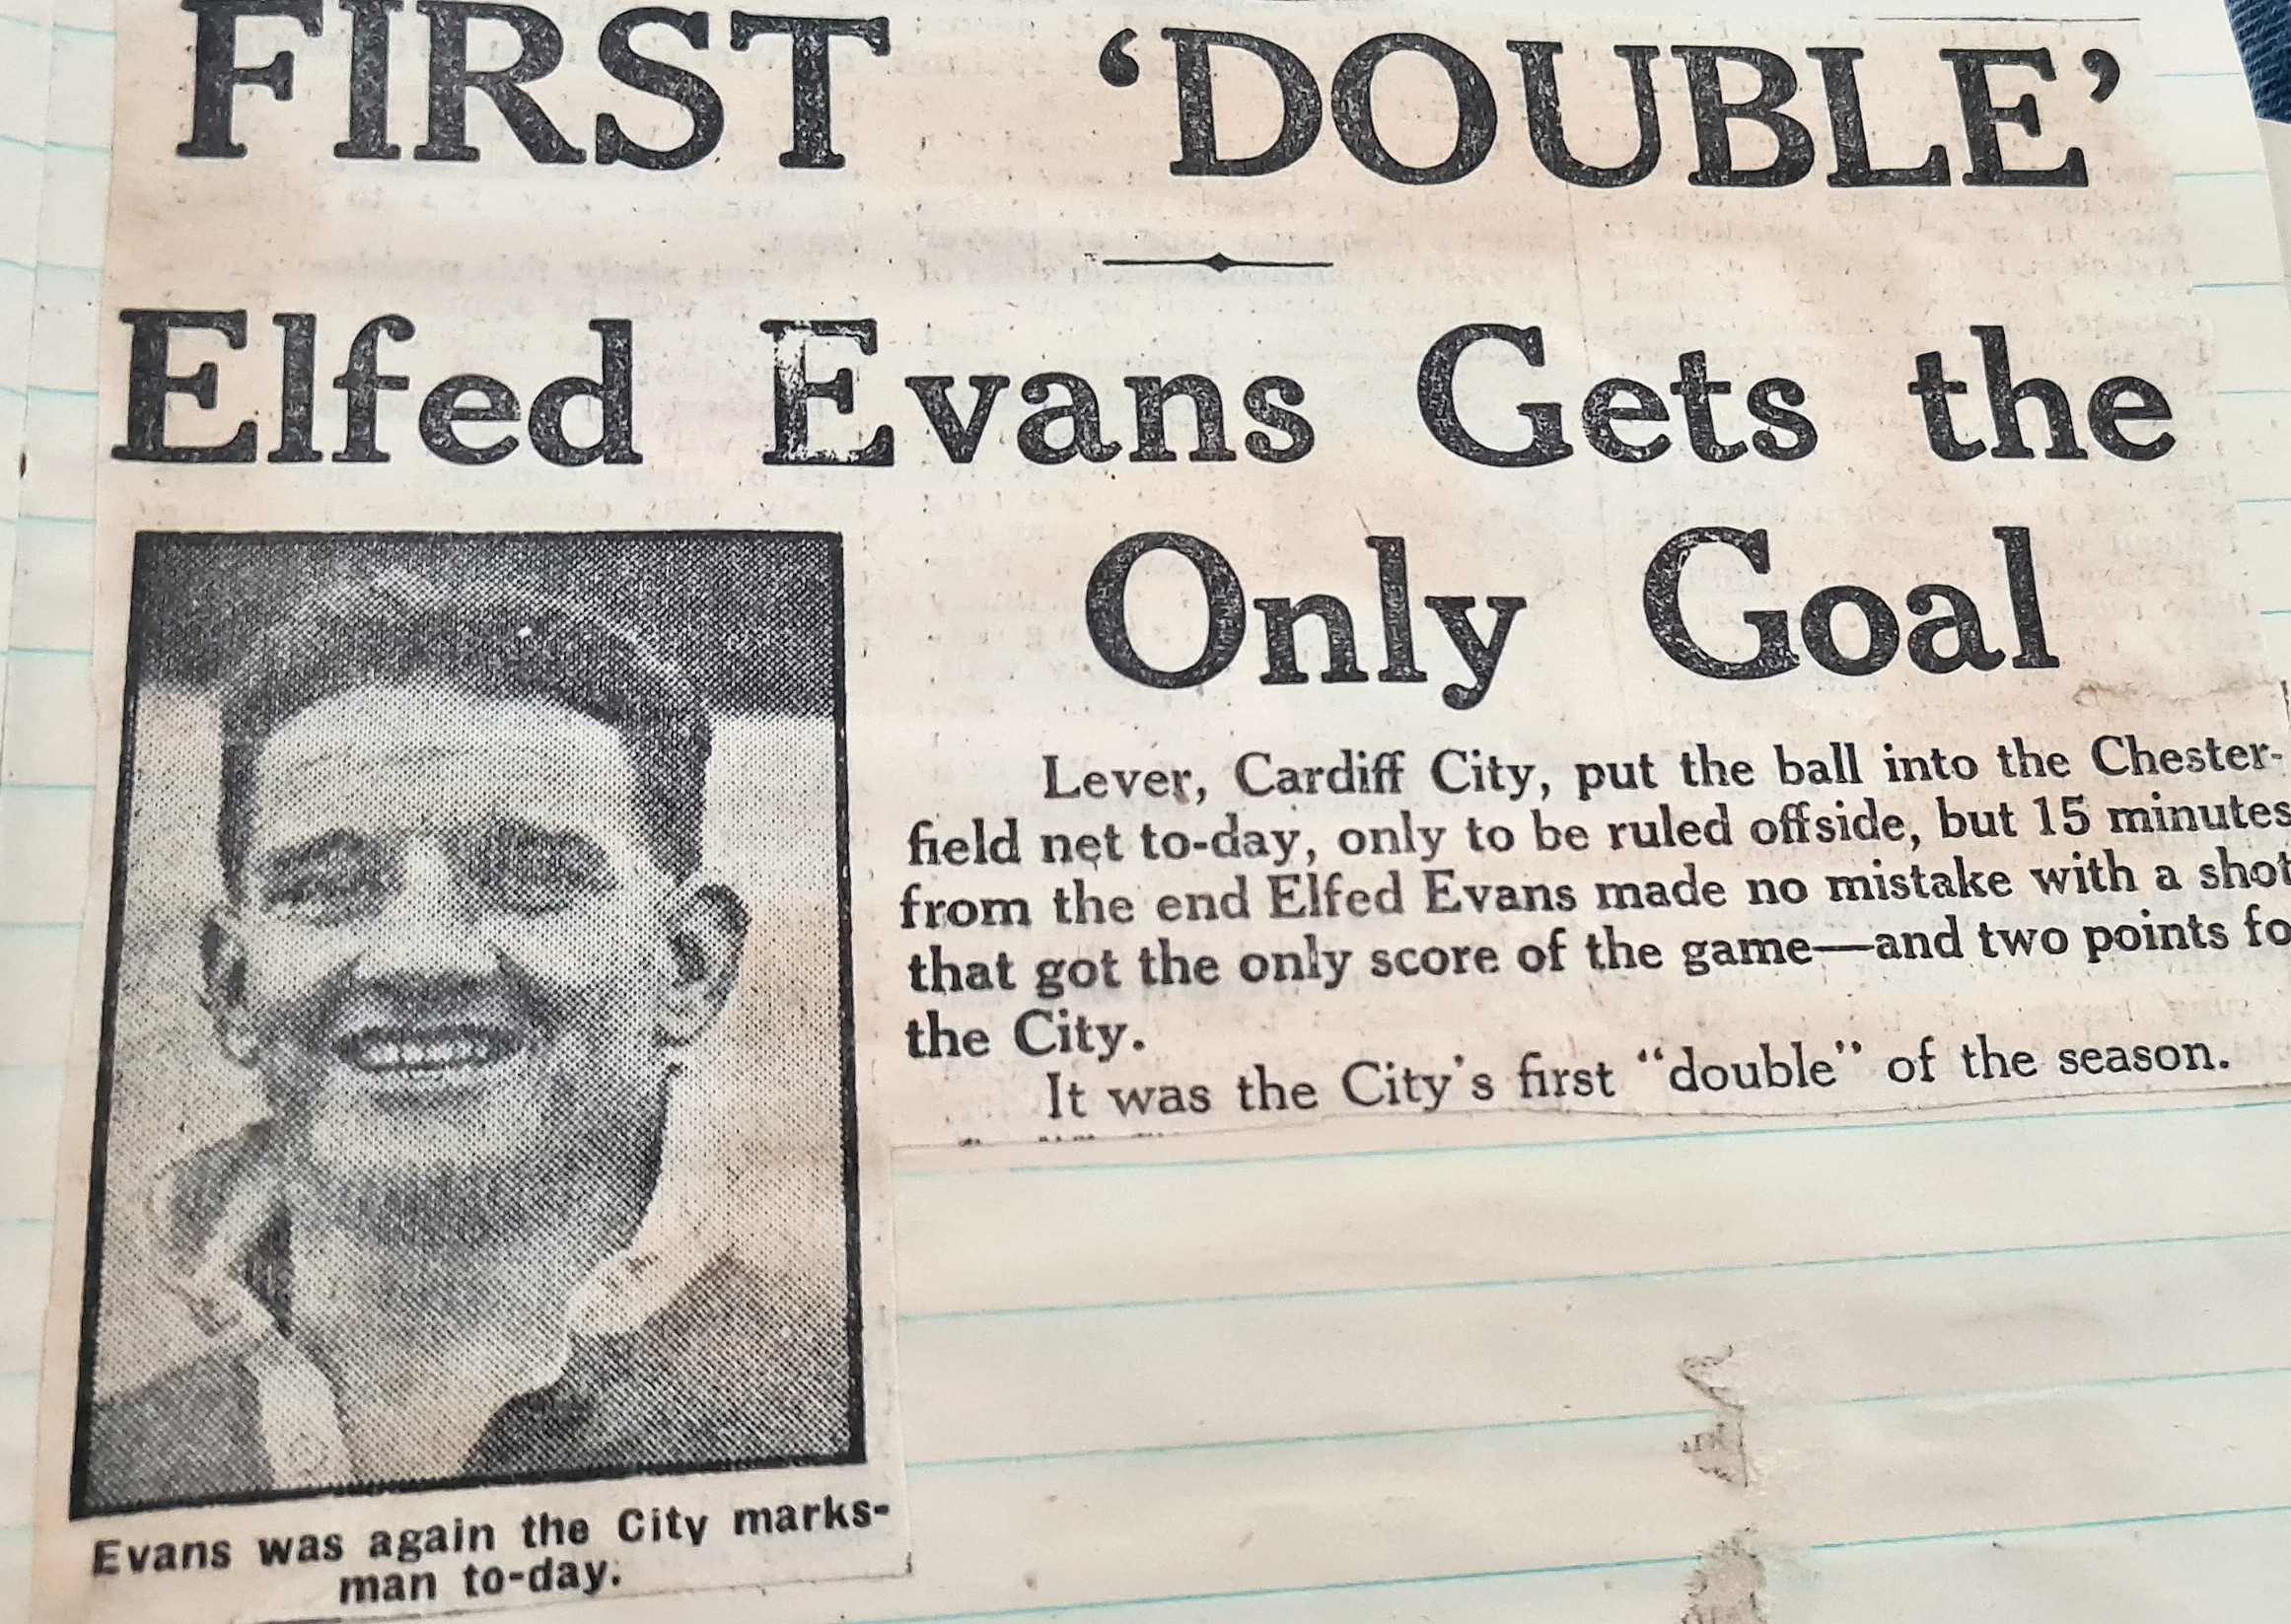 FIRST ‘DOUBLE’
Elfed Evans Gets the
Only Goal
Lever, Cardiff City, put the ball into the Chester-
field net to-day, only to be ruled offside, but 15 minutes
from the end Elfed Evans made no mistake with a shot
that got the only score of the game—and two points fo
the City.
It was the City's first “double” of the season.
Evans was again the City marks-
man to-day.